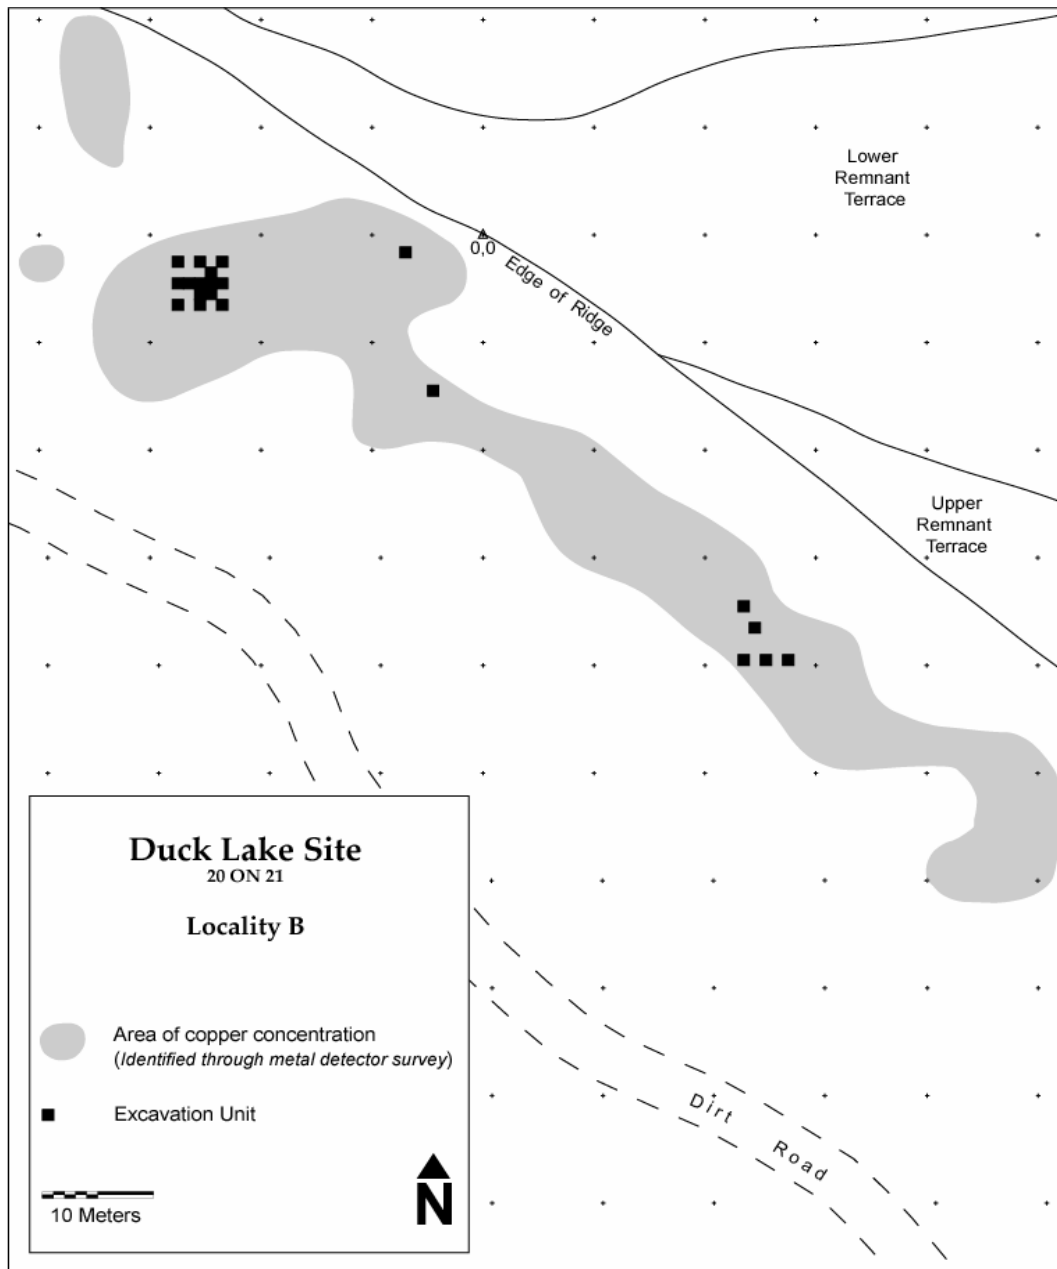 Lower
Remnant
Terrace
0,0
Edge of Ridge
Upper
Remnant
Terrace
Duck Lake Site
20 ON 21
Locality B
Area of copper concentration
(Identified through metal detector survey)
Excavation Unit
10 Meters
N
Dirt Road